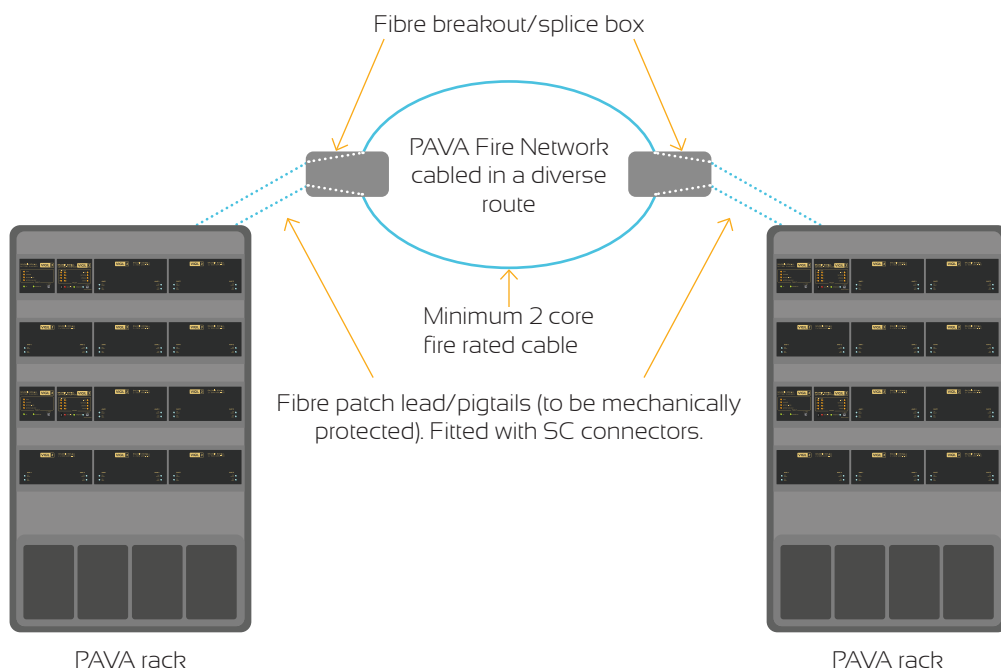 Fibre breakout/splice box
PAVA Fire Network
cabled in a diverse
route
Minimum 2 core
fire rated cable
Fibre patch lead/pigtails (to be mechanically
protected). Fitted with SC connectors.
PAVA rack
PAVA rack